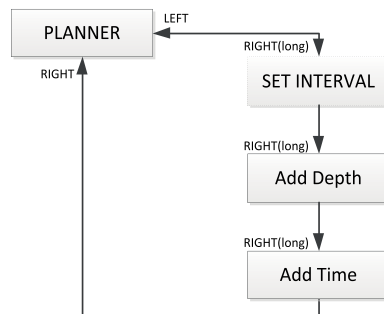 LEFT
PLANNER
RIGHT(long)
RIGHT
SET INTERVAL
RIGHT(long)
Add Depth
RIGHT(long)
Add Time